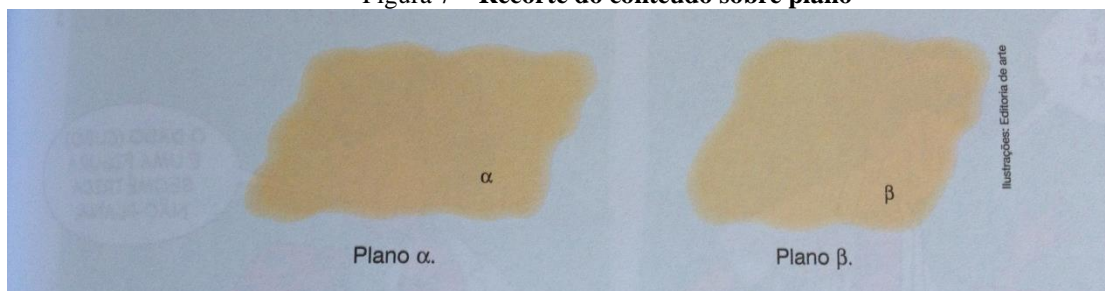 Figura 7 – Recorte do conteúdo sobre plano
α
β
Plano α.
Plano β.
Ilustrações: Editoria de arte